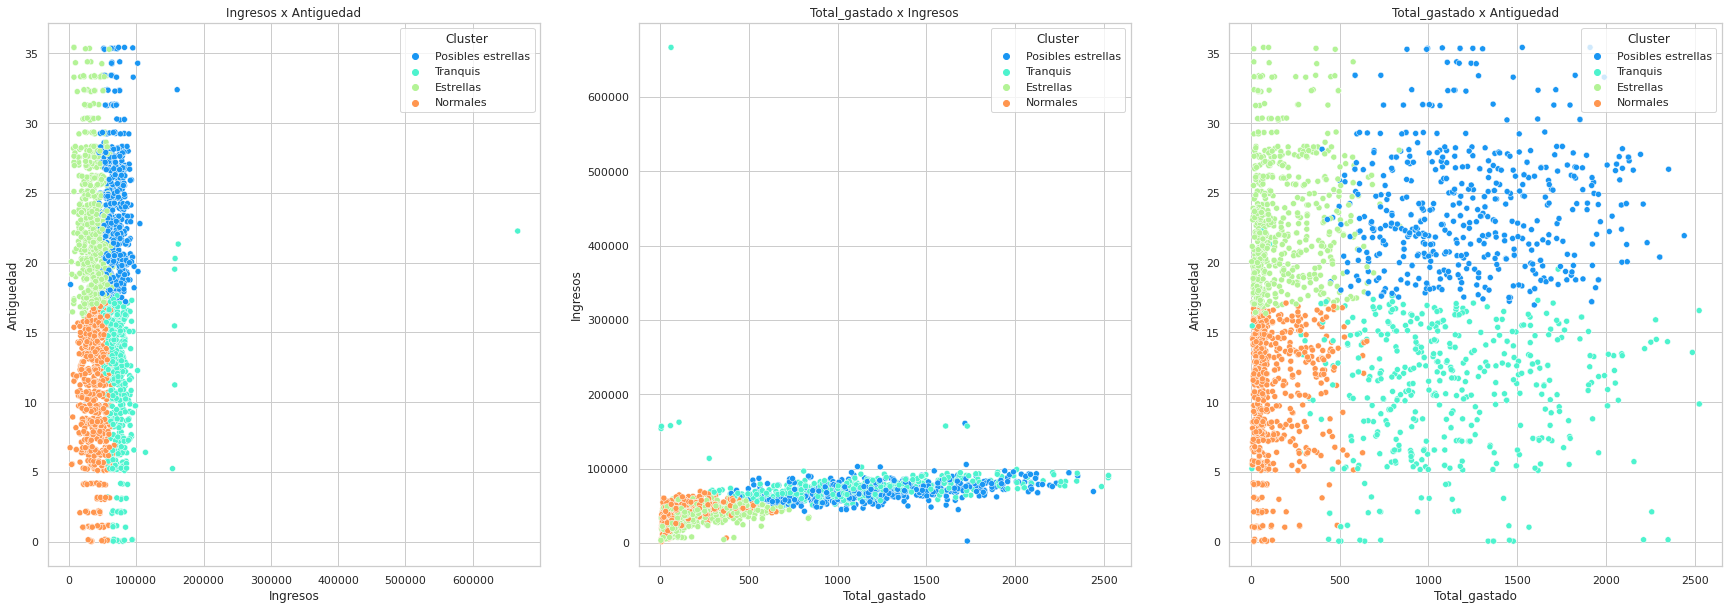 Ingresos x Antiguedad
Cluster
Posibles estrellas
Tranquis
Estrellas
Normales
35
30
25
20
15
10
5
0
Antiguedad
0
100000
200000
300000
400000
500000
600000
Ingresos
Total_gastado x Ingresos
Cluster
Posibles estrellas
Tranquis
Estrellas
Normales
600000
500000
400000
300000
200000
100000
0
Ingresos
0
500
1000
1500
2000
2500
Total_gastado
Total_gastado x Antiguedad
Cluster
Posibles estrellas
Tranquis
Estrellas
Normales
35
30
25
20
15
10
5
0
Antiguedad
0
500
1000
1500
2000
2500
Total_gastado